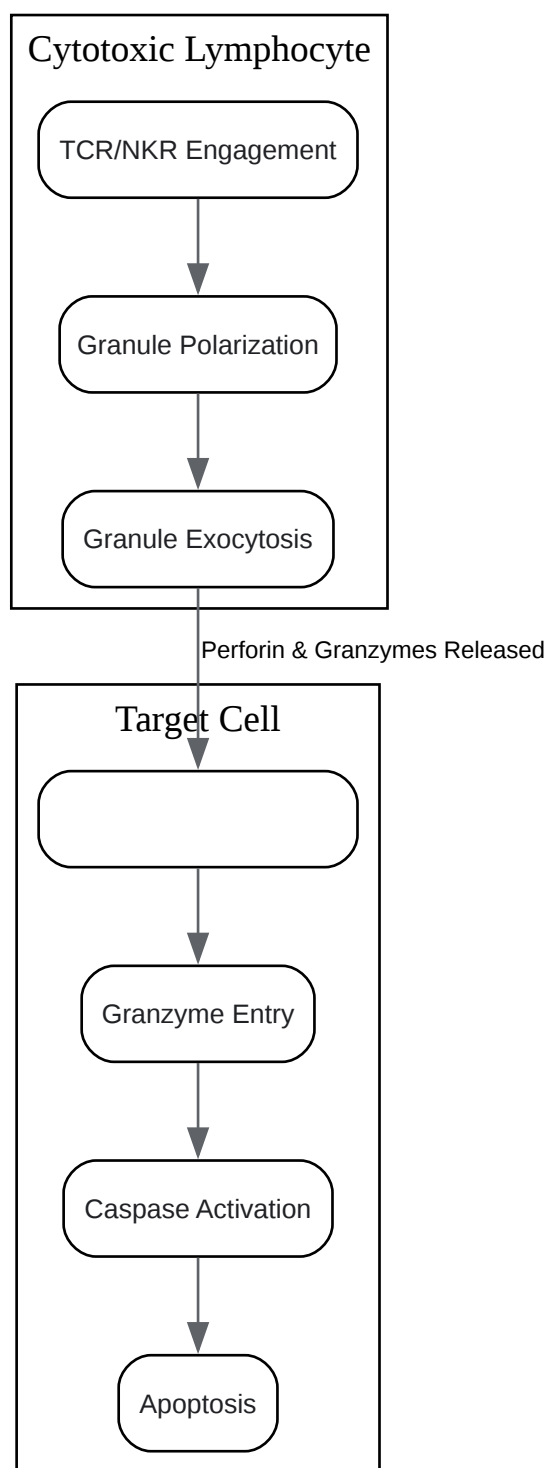 Cytotoxic Lymphocyte
TCR/NKR Engagement
Granule Polarization
Granule Exocytosis
Perforin & Granzymes Released
Target Cell
Granzyme Entry
Caspase Activation
Apoptosis